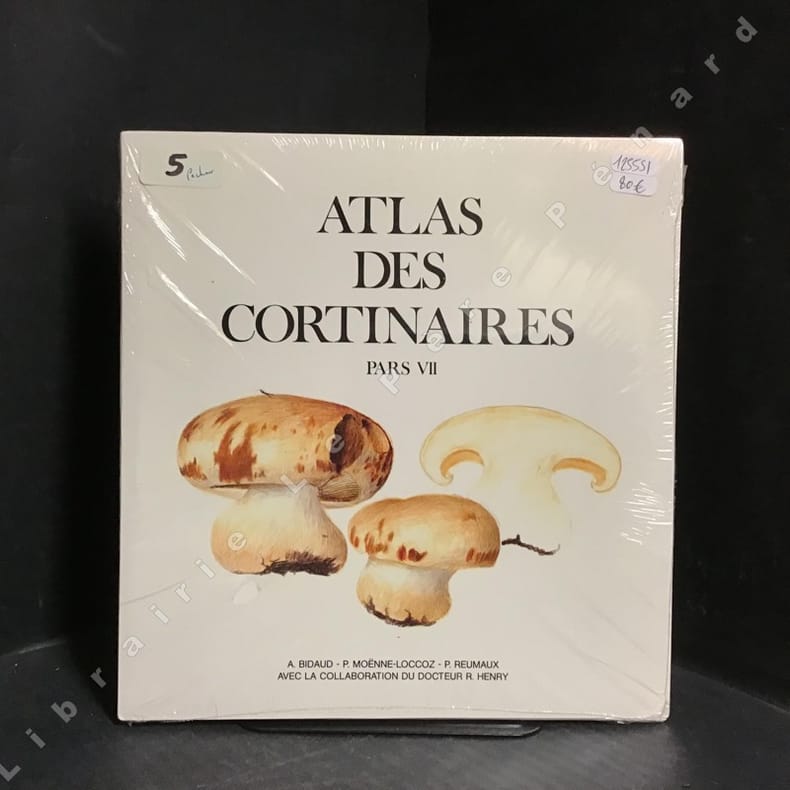 5
125551
80€
ATLAS
DES
CORTINAIRES
PARS VII
A. BIDAUD - P. MOËNNE-LOCCOZ - P. REUMAUX
AVEC LA COLLABORATION DU DOCTEUR R. HENRY
Librairie Le Père Pénard